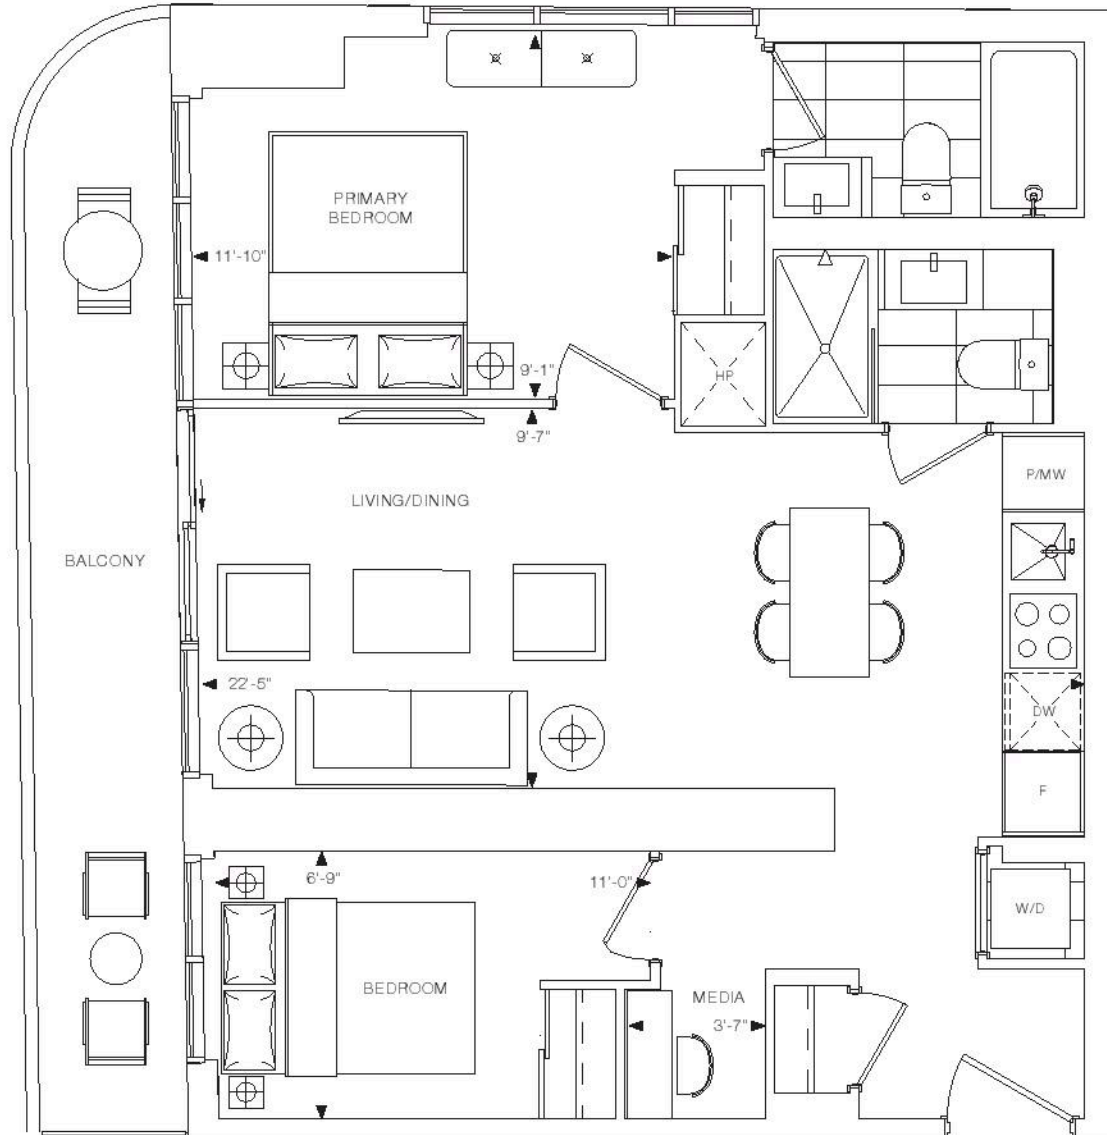 PRIMARY
BEDROOM
11'-10"
HP
9'-1"
9'-7"
P/MW
LIVING/DINING
BALCONY
22'-5"
DW
F
6'-9"
11'-0"
W/D
BEDROOM
MEDIA
3'-7"